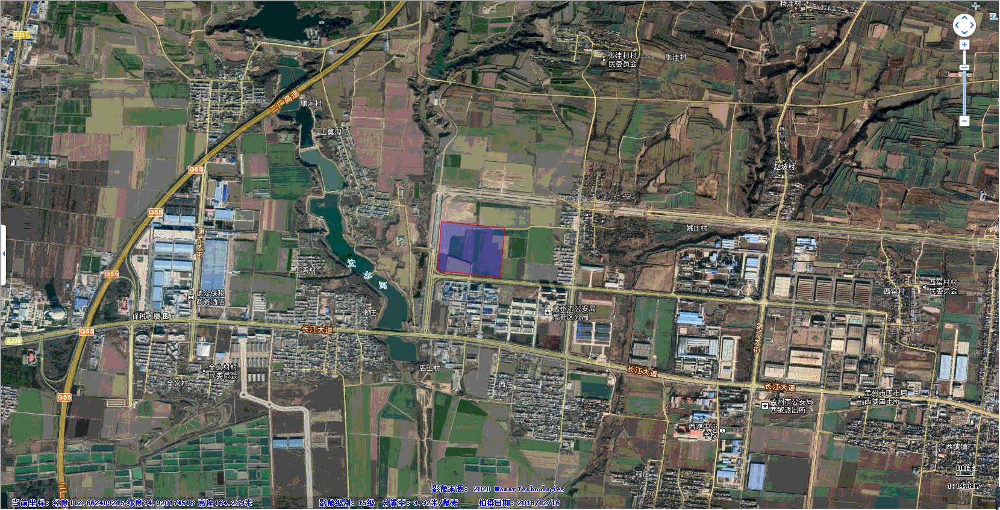 杨洼村
G207
张洼村村
民委员会
张洼村
二广高速
顺涧村
上莫沟
赵坡村
G55
G55
第九大街
姚庄村
汶水河
湾村
G55
西窑村村
民委员会
西窑村
德众保税
商务酒店
保税大厦
张庄
孟州市公安局
高新区分局
长江大道
G55
S238
第六大街
全义村村
民委员会
全义村
店上村
西庄
长江大道
长江大道
孟州市国土局
西虢国土所
G55
孟州市公安局
西虢派出所
西逯中心
学校
西虢镇
程庄
100米
1:14,806
影像来源: 2020 MaxarTechnologies
当前坐标: 经度112.662409215 纬度34.920174518 高程164.239米
影像级别: 15级 分辨率: 3.92米/像素 拍摄日期: 2018/12/16